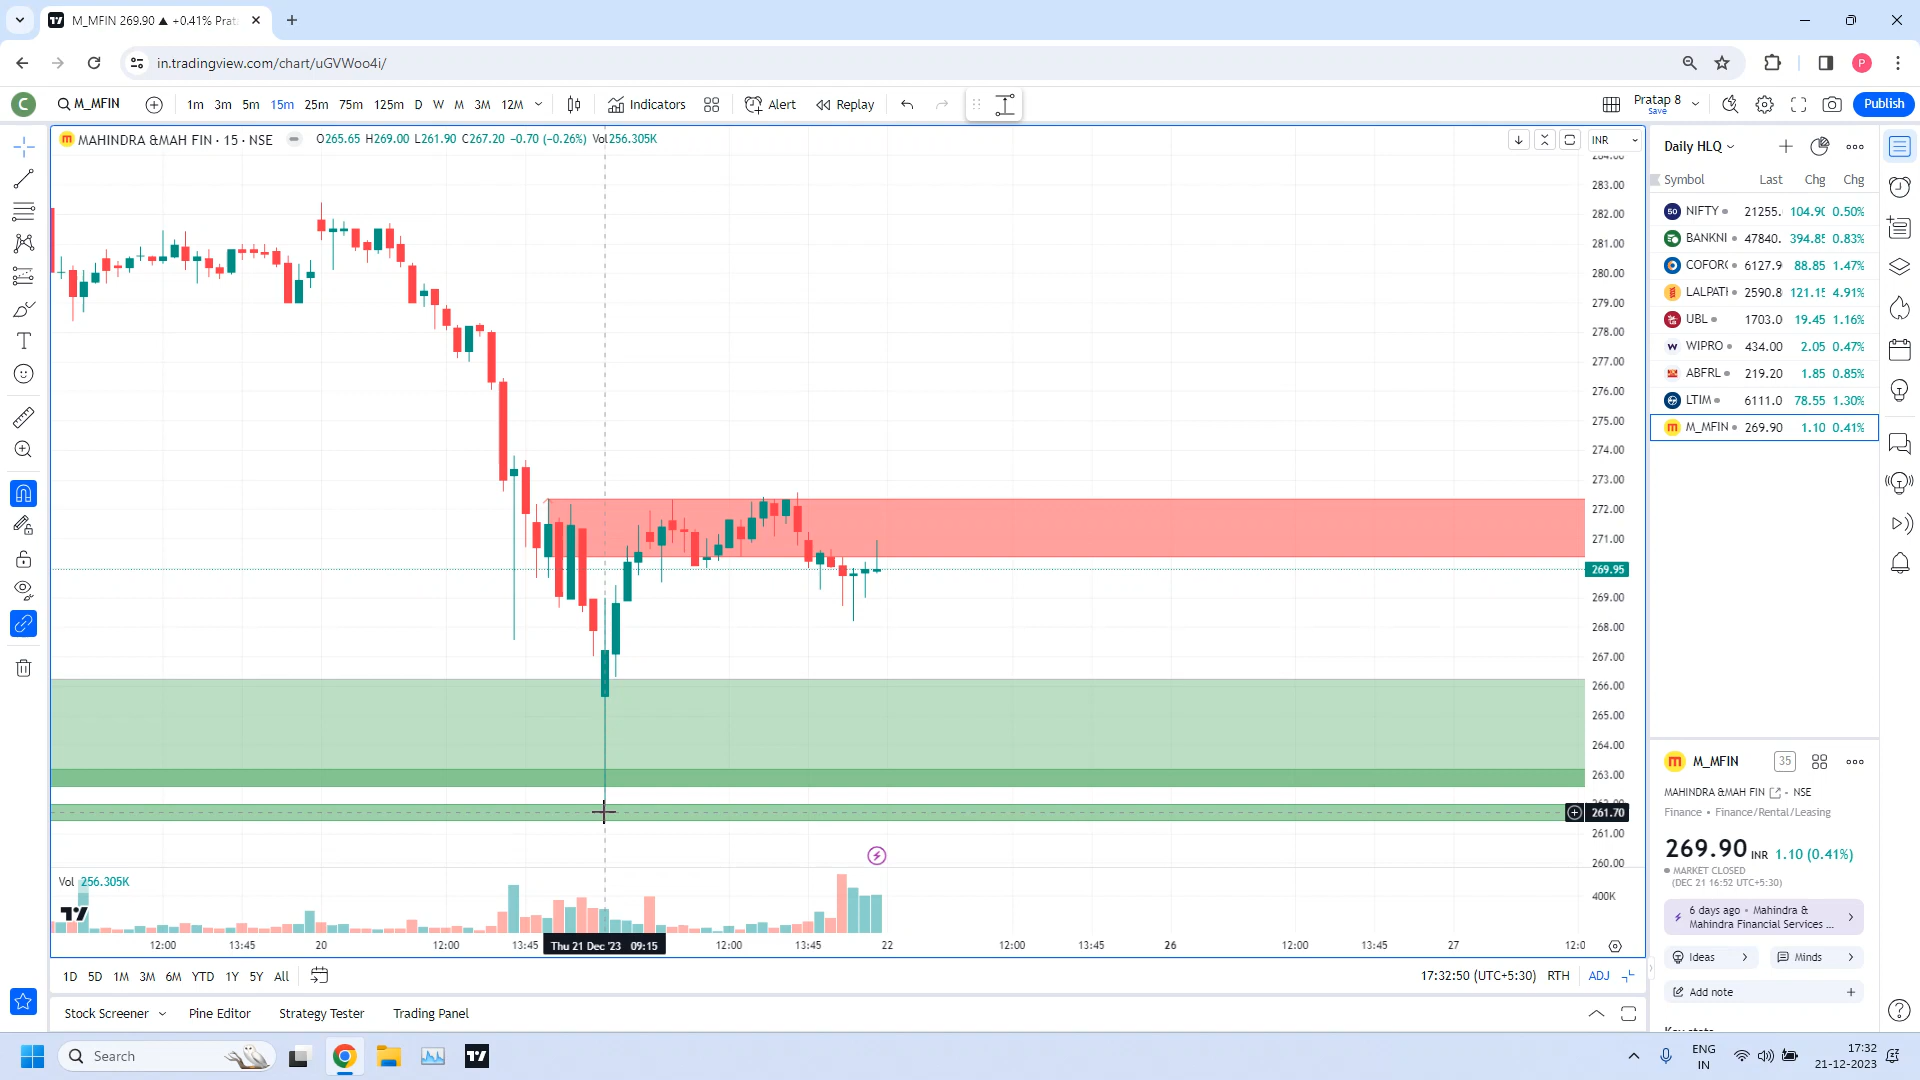 M_MFIN 269.90 ▲ +0.41% Prat
in.tradingview.com/chart/uGVWoo4i/
P
C
M_MFIN
1m 3m 5m 15m 25m 75m 125m D W M 3M 12M
Indicators
Alert
Replay
Pratap 8
Save
Publish
MAHINDRA &MAH FIN · 15 · NSE
O265.65 H269.00 L261.90 C267.20 −0.70 (−0.26%) Vol256.305K
INR
284.00
283.00
282.00
281.00
280.00
279.00
278.00
277.00
276.00
275.00
274.00
273.00
272.00
271.00
269.95
269.00
268.00
267.00
266.00
265.00
264.00
263.00
261.70
261.00
260.00
Vol 256.305K
400K
12:00 13:45 20 12:00 13:45 Thu 21 Dec '23 09:15 12:00 13:45 22 12:00 13:45 26 12:00 13:45 27 12:0
1D 5D 1M 3M 6M YTD 1Y 5Y All
17:32:50 (UTC+5:30) RTH ADJ
Stock Screener Pine Editor Strategy Tester Trading Panel
Daily HLQ
Symbol Last Chg Chg
50 NIFTY 21255. 104.90 0.50%
BANKNI 47840. 394.85 0.83%
COFORG 6127.9 88.85 1.47%
LALPATH 2590.8 121.15 4.91%
UBL 1703.0 19.45 1.16%
W WIPRO 434.00 2.05 0.47%
ABFRL 219.20 1.85 0.85%
LTIM 6111.0 78.55 1.30%
m M_MFIN 269.90 1.10 0.41%
m M_MFIN 35
MAHINDRA &MAH FIN · NSE
Finance · Finance/Rental/Leasing
269.90 INR 1.10 (0.41%)
MARKET CLOSED
(DEC 21 16:52 UTC+5:30)
6 days ago · Mahindra &
Mahindra Financial Services ...
Ideas
Minds
Add note
Search
ENG
IN
17:32
21-12-2023